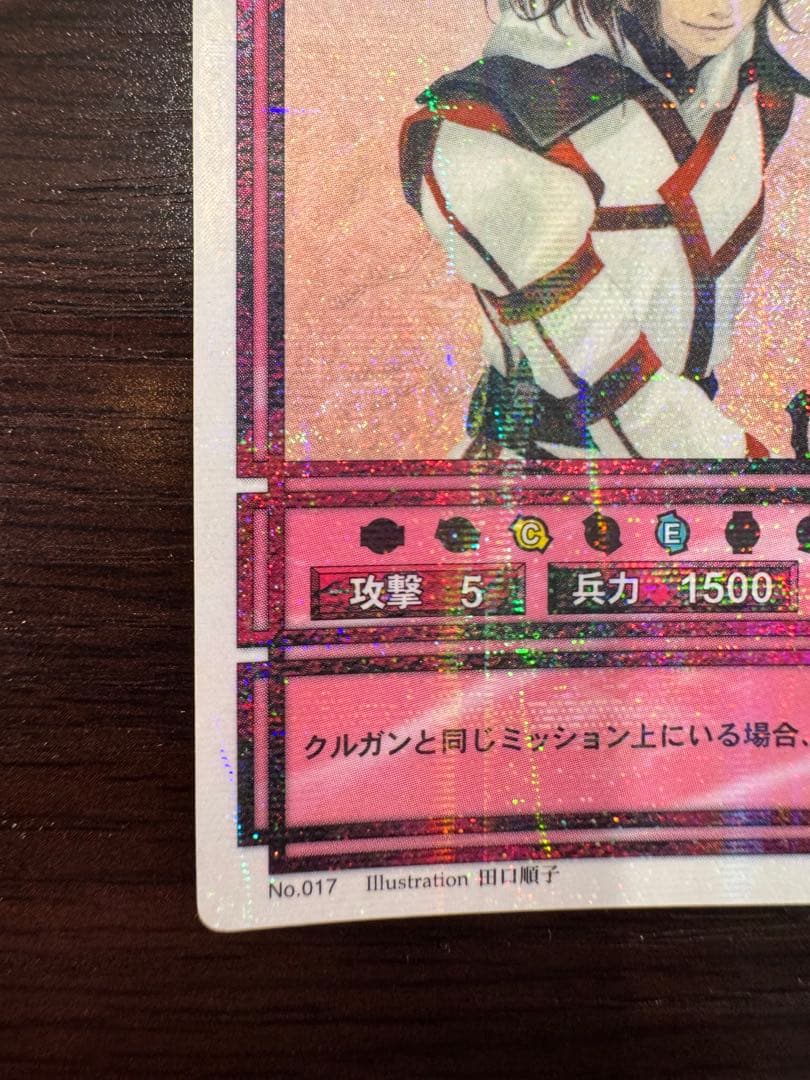 C E
攻撃 5 兵力 1500
クルガンと同じミッション上にいる場合、
No.017 Illustration 田口順子